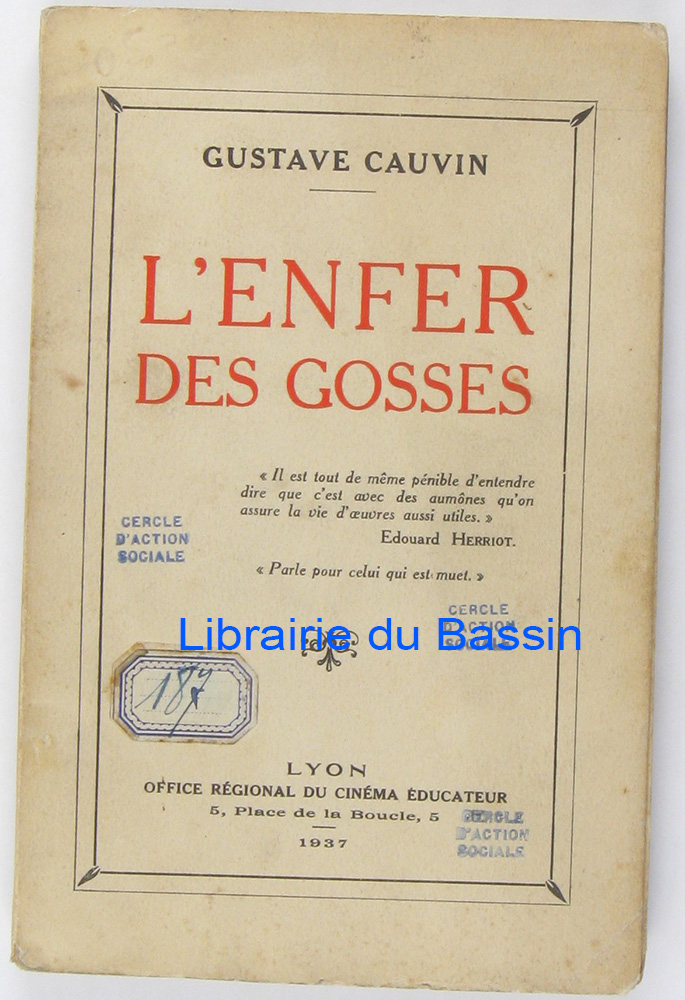 GUSTAVE CAUVIN
L'ENFER
DES GOSSES
« Il est tout de même pénible d'entendre
dire que c'est avec des aumônes qu'on
assure la vie d'œuvres aussi utiles. »
Edouard HERRIOT.
« Parle pour celui qui est muet. »
CERCLE
D'ACTION
SOCIALE
CERCLE
D'ACTION
SOCIALE
Librairie du Bassin
187
LYON
OFFICE RÉGIONAL DU CINÉMA ÉDUCATEUR
5, Place de la Boucle, 5
1937
CERCLE
D'ACTION
SOCIALE